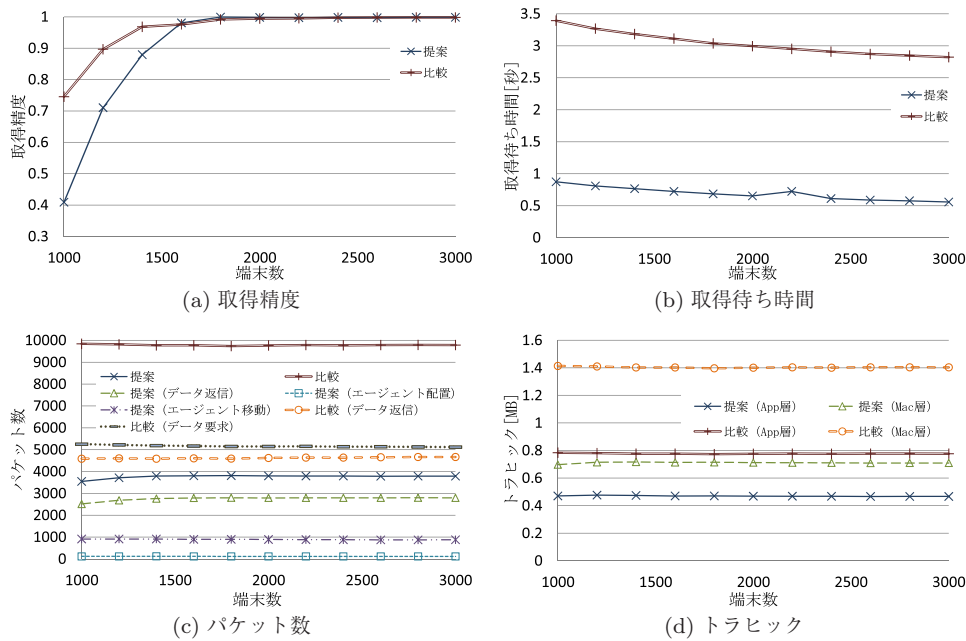 1
0.9
0.8
0.7
0.6
0.5
0.4
0.3
1000 1500 2000 2500 3000
取得精度
端末数
提案
比較
(a) 取得精度
4
3.5
3
2.5
2
1.5
1
0.5
0
1000 1500 2000 2500 3000
取得待ち時間[秒]
端末数
提案
比較
(b) 取得待ち時間
10000
9000
8000
7000
6000
5000
4000
3000
2000
1000
0
1000 1500 2000 2500 3000
パケット数
端末数
提案 比較
提案（データ返信） 提案（エージェント配置）
提案（エージェント移動） 比較（データ返信）
比較（データ要求）
(c) パケット数
1.6
1.4
1.2
1
0.8
0.6
0.4
0.2
0
1000 1500 2000 2500 3000
トラヒック[MB]
端末数
提案（App層） 提案（Mac層）
比較（App層） 比較（Mac層）
(d) トラヒック